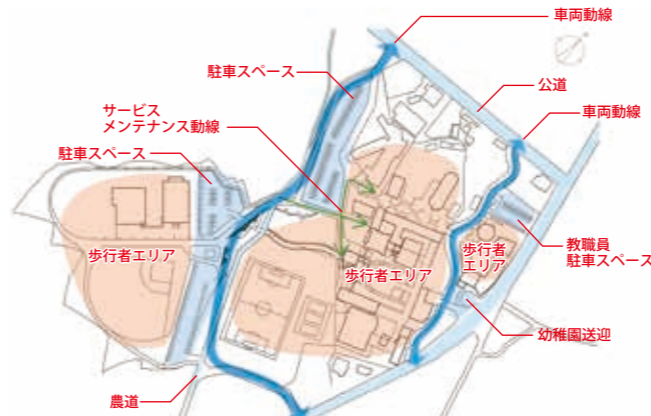 車両動線
駐車スペース
公道
サービス
メンテナンス動線
車両動線
駐車スペース
歩行者エリア
歩行者エリア
歩行者
エリア
教職員
駐車スペース
幼稚園送迎
農道